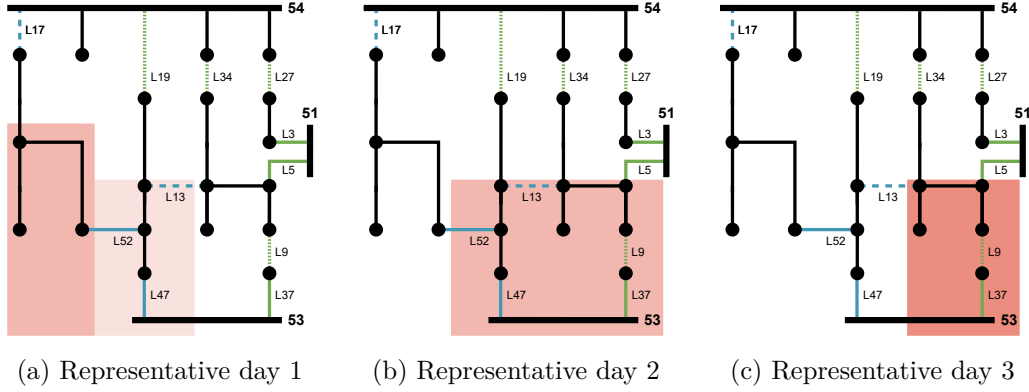 54
L17
L19
L34
L27
51
L3
L5
L13
L52
L9
L47
L37
53
(a) Representative day 1
54
L17
L19
L34
L27
51
L3
L5
L13
L52
L9
L47
L37
53
(b) Representative day 2
54
L17
L19
L34
L27
51
L3
L5
L13
L52
L9
L47
L37
53
(c) Representative day 3